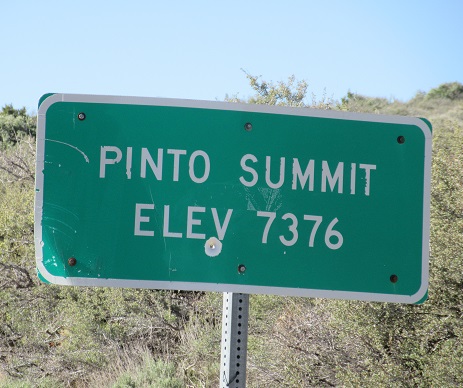 PINTO SUMMIT
ELEV 7376